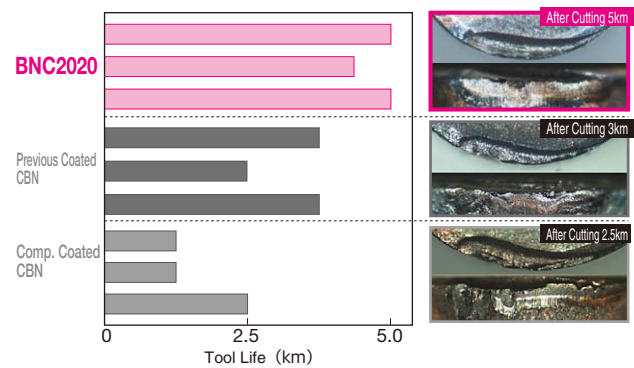 After Cutting 5km
BNC2020
After Cutting 3km
Previous Coated
CBN
After Cutting 2.5km
Comp. Coated
CBN
0 2.5 5.0
Tool Life (km)